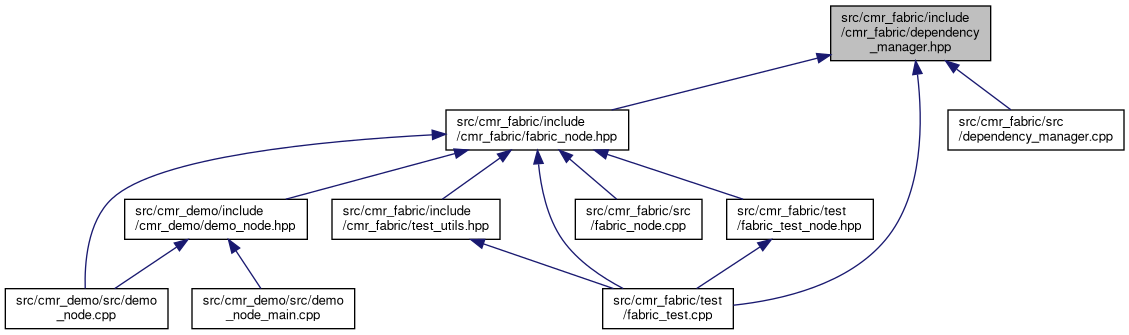 src/cmr_fabric/include
/cmr_fabric/dependency
_manager.hpp
src/cmr_fabric/include
/cmr_fabric/fabric_node.hpp
src/cmr_fabric/src
/dependency_manager.cpp
src/cmr_demo/include
/cmr_demo/demo_node.hpp
src/cmr_fabric/include
/cmr_fabric/test_utils.hpp
src/cmr_fabric/src
/fabric_node.cpp
src/cmr_fabric/test
/fabric_test_node.hpp
src/cmr_demo/src/demo
_node.cpp
src/cmr_demo/src/demo
_node_main.cpp
src/cmr_fabric/test
/fabric_test.cpp